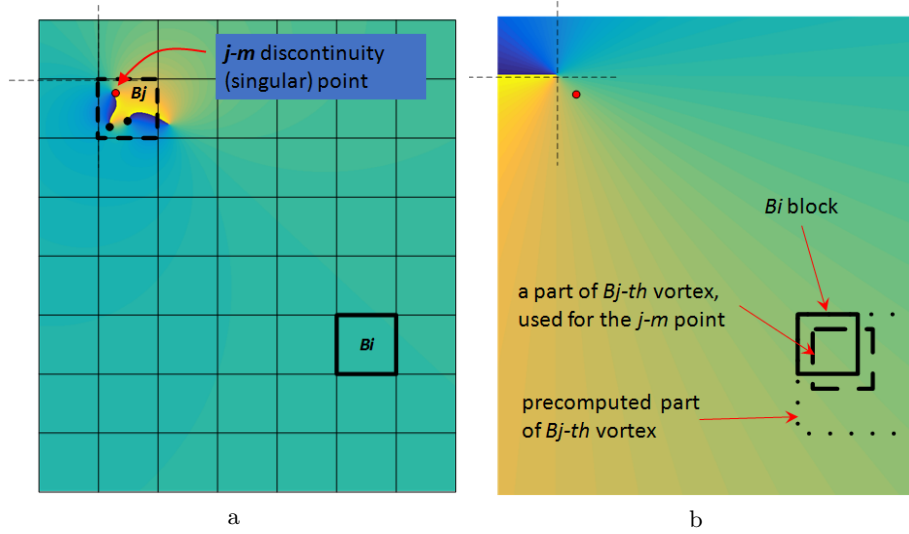 j-m discontinuity
(singular) point
Bj
Bi
a
Bi block
a part of Bj-th vortex,
used for the j-m point
precomputed part
of Bj-th vortex
b